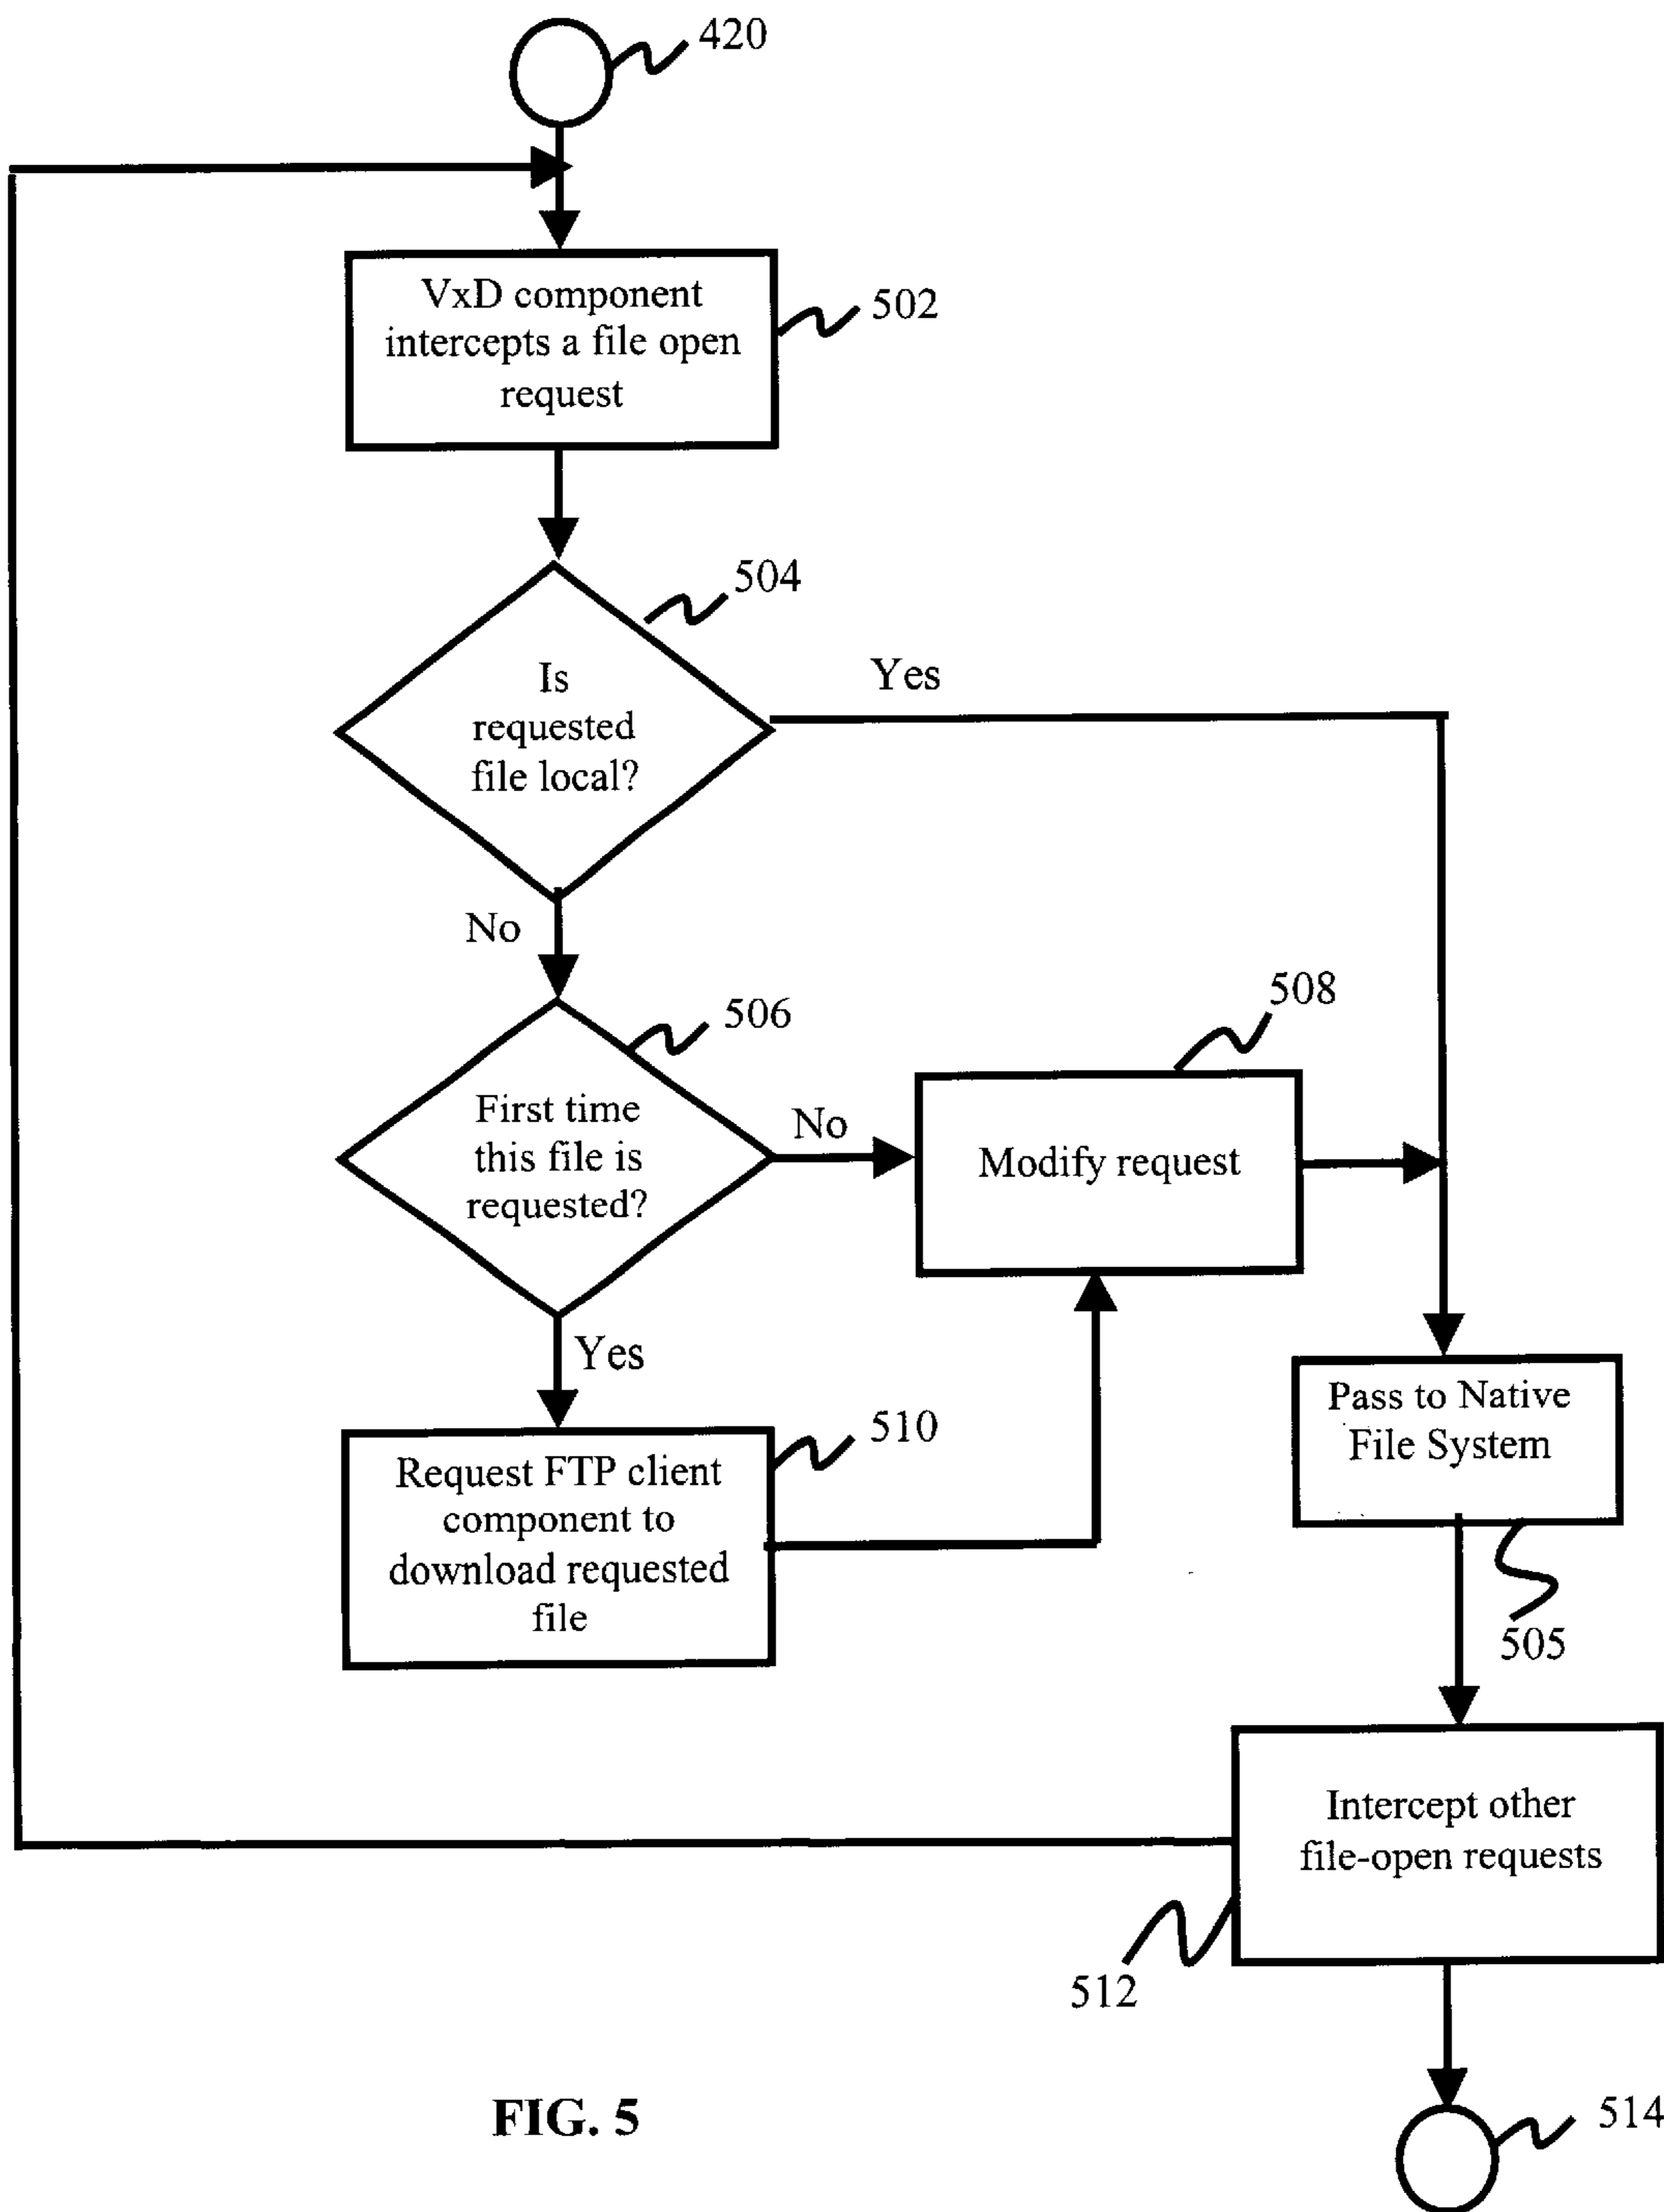 420
VxD component
intercepts a file open
request
502
504
Is
requested
file local?
Yes
No
506
508
First time
this file is
requested?
No
Modify request
Yes
Pass to Native
File System
510
Request FTP client
component to
download requested
file
505
Intercept other
file-open requests
512
FIG. 5
514